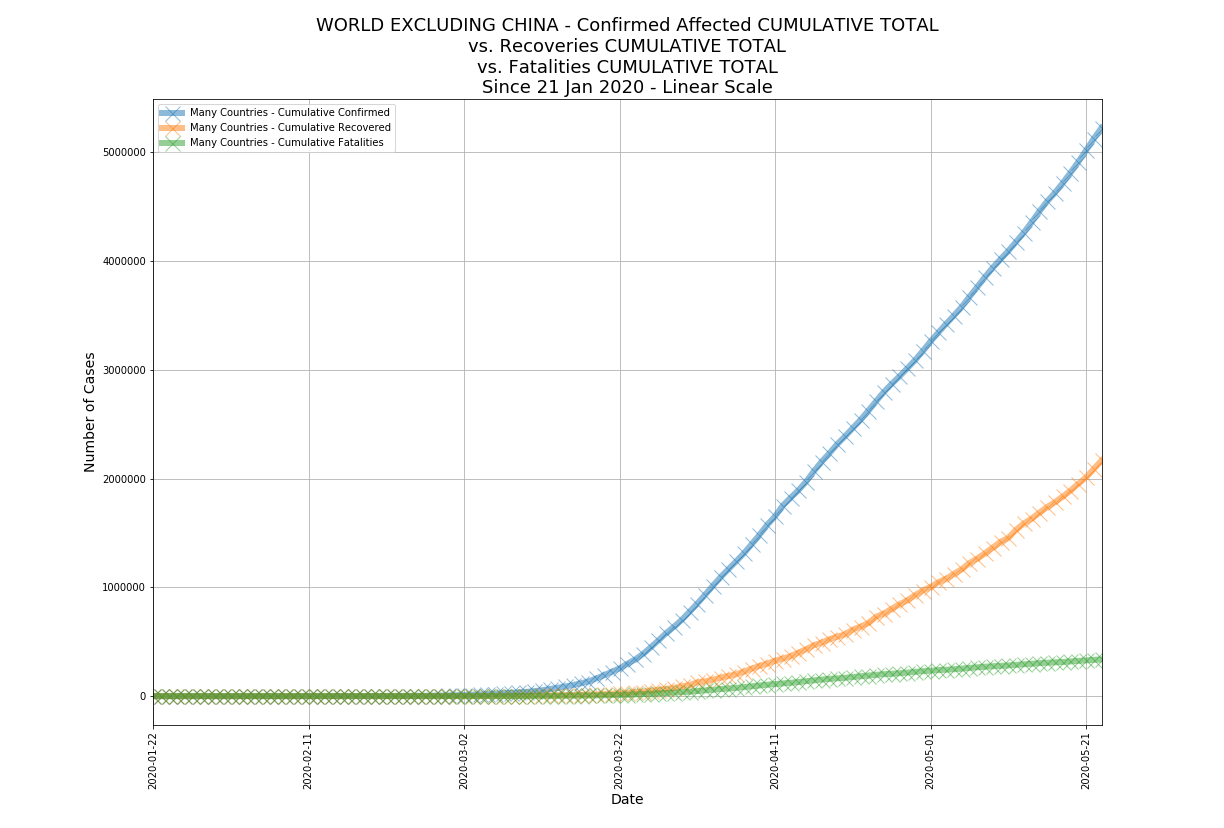 WORLD EXCLUDING CHINA - Confirmed Affected CUMULATIVE TOTAL
vs. Recoveries CUMULATIVE TOTAL
vs. Fatalities CUMULATIVE TOTAL
Since 21 Jan 2020 - Linear Scale
Many Countries - Cumulative Confirmed
Many Countries - Cumulative Recovered
Many Countries - Cumulative Fatalities
Number of Cases
5000000
4000000
3000000
2000000
1000000
0
2020-01-22
2020-02-11
2020-03-02
2020-03-22
2020-04-11
2020-05-01
2020-05-21
Date